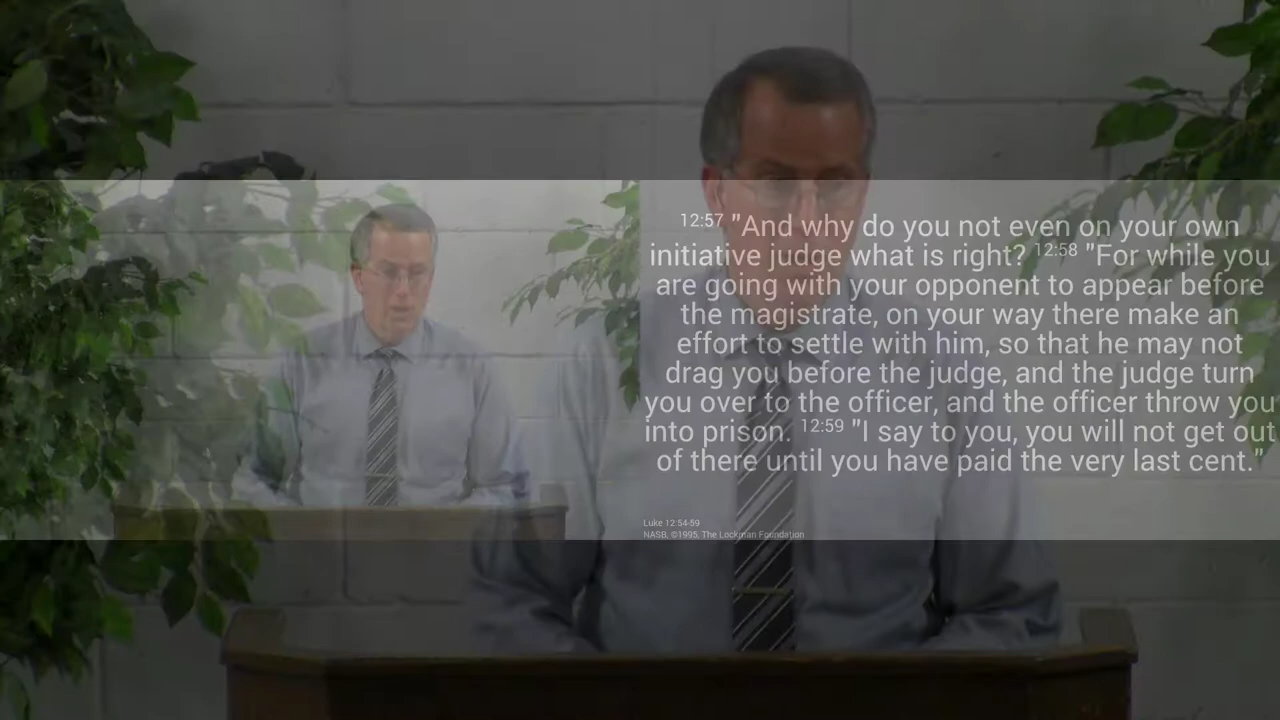 12:57 "And why do you not even on your own
initiative judge what is right? 12:58 "For while you
are going with your opponent to appear before
the magistrate, on your way there make an
effort to settle with him, so that he may not
drag you before the judge, and the judge turn
you over to the officer, and the officer throw you
into prison. 12:59 "I say to you, you will not get out
of there until you have paid the very last cent."
Luke 12:54-59
NASB, ©1995, The Lockman Foundation